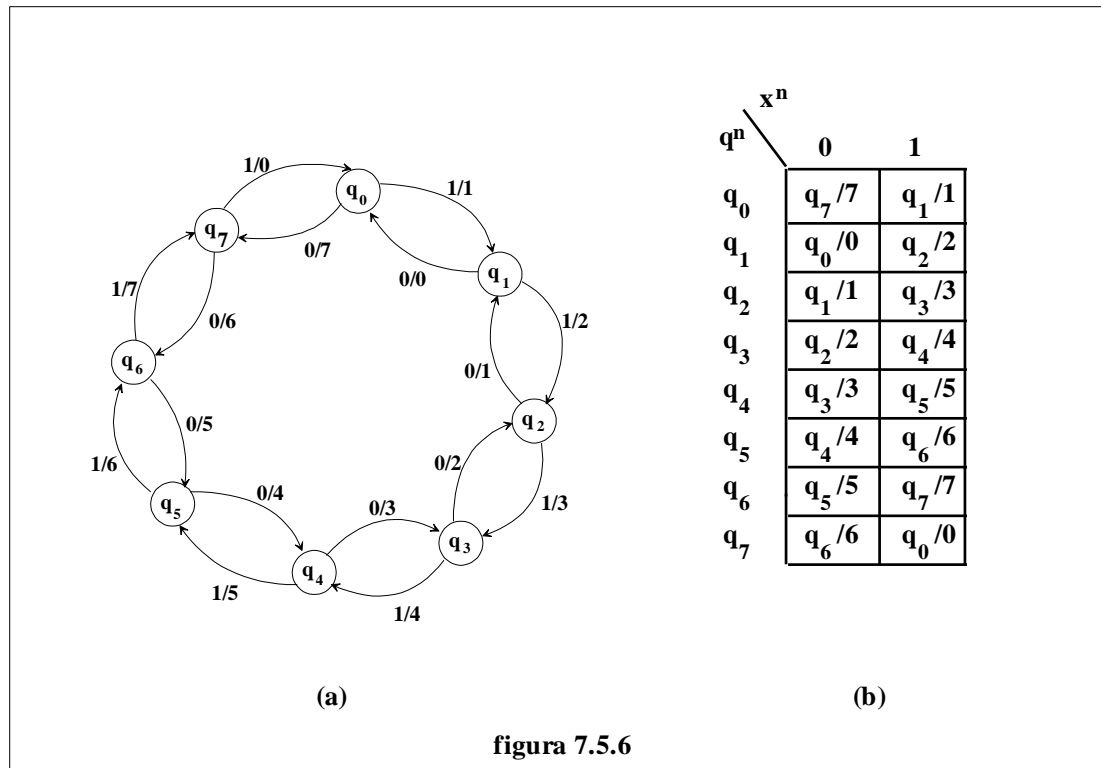 1/0
q0
1/1
q7
0/7
q1
0/0
1/7
0/6
1/2
q6
0/1
0/5
q2
1/6
0/2
q5
0/4
0/3
1/3
q3
q4
1/5
1/4
(a)
xn
qn
0 1
q0 q7/7 q1/1
q1 q0/0 q2/2
q2 q1/1 q3/3
q3 q2/2 q4/4
q4 q3/3 q5/5
q5 q4/4 q6/6
q6 q5/5 q7/7
q7 q6/6 q0/0
(b)
figura 7.5.6